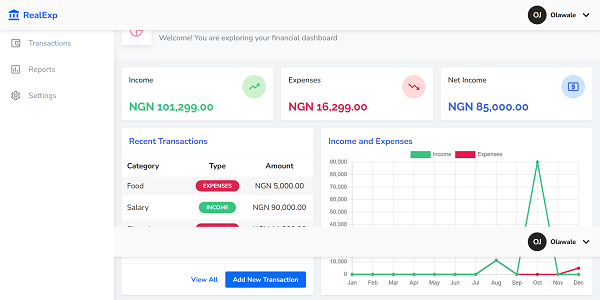 RealExp
OJ Olawale
Transactions
Reports
Settings
Welcome! You are exploring your financial dashboard
Income
NGN 101,299.00
Expenses
NGN 16,299.00
Net Income
NGN 85,000.00
Recent Transactions
Category Type Amount
Food EXPENSES NGN 5,000.00
Salary INCOME NGN 90,000.00
View All
Add New Transaction
Income and Expenses
Income Expenses
90,000
80,000
70,000
60,000
50,000
40,000
OJ Olawale
0
Jan Feb Mar Apr May Jun Jul Aug Sep Oct Nov Dec